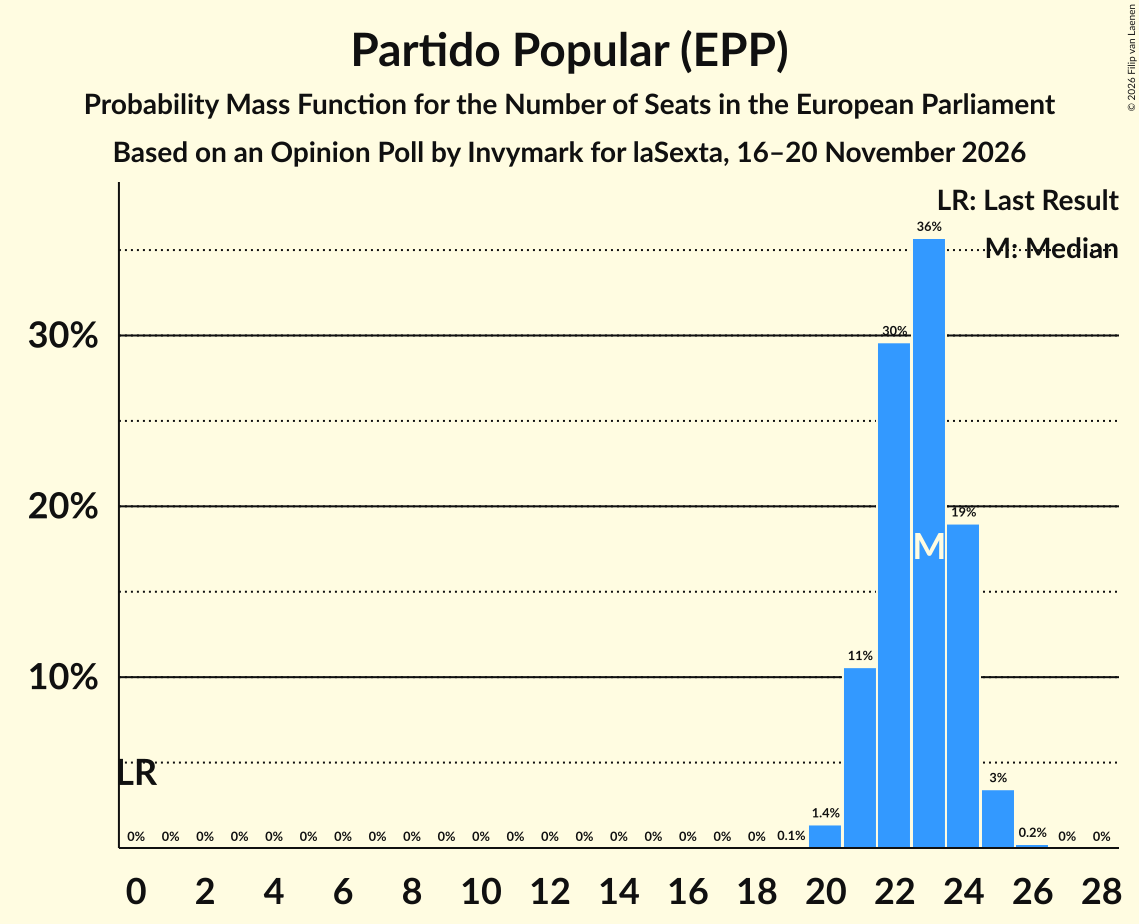 Partido Popular (EPP)
Probability Mass Function for the Number of Seats in the European Parliament
Based on an Opinion Poll by Invymark for laSexta, 16–20 November 2026
© 2026 Filip van Laenen
LR: Last Result
M: Median
36%
30%
30%
20%
19%
M
11%
10%
LR
3%
1.4%
0% 0% 0% 0% 0% 0% 0% 0% 0% 0% 0% 0% 0% 0% 0% 0% 0% 0% 0% 0.1% 0.2% 0% 0%
0 2 4 6 8 10 12 14 16 18 20 22 24 26 28